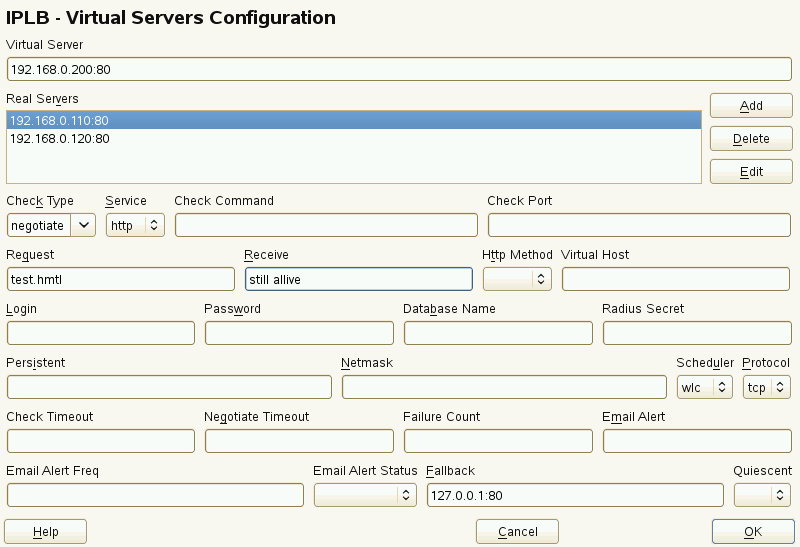 IPLB - Virtual Servers Configuration
Virtual Server
192.168.0.200:80
Real Servers
192.168.0.110:80
192.168.0.120:80
Add
Delete
Edit
Check Type Service Check Command Check Port
negotiate http
Request Receive Http Method Virtual Host
test.hmtl still allive
Login Password Database Name Radius Secret
Persistent Netmask Scheduler Protocol
wlc tcp
Check Timeout Negotiate Timeout Failure Count Email Alert
Email Alert Freq Email Alert Status Fallback Quiescent
127.0.0.1:80
Help Cancel OK